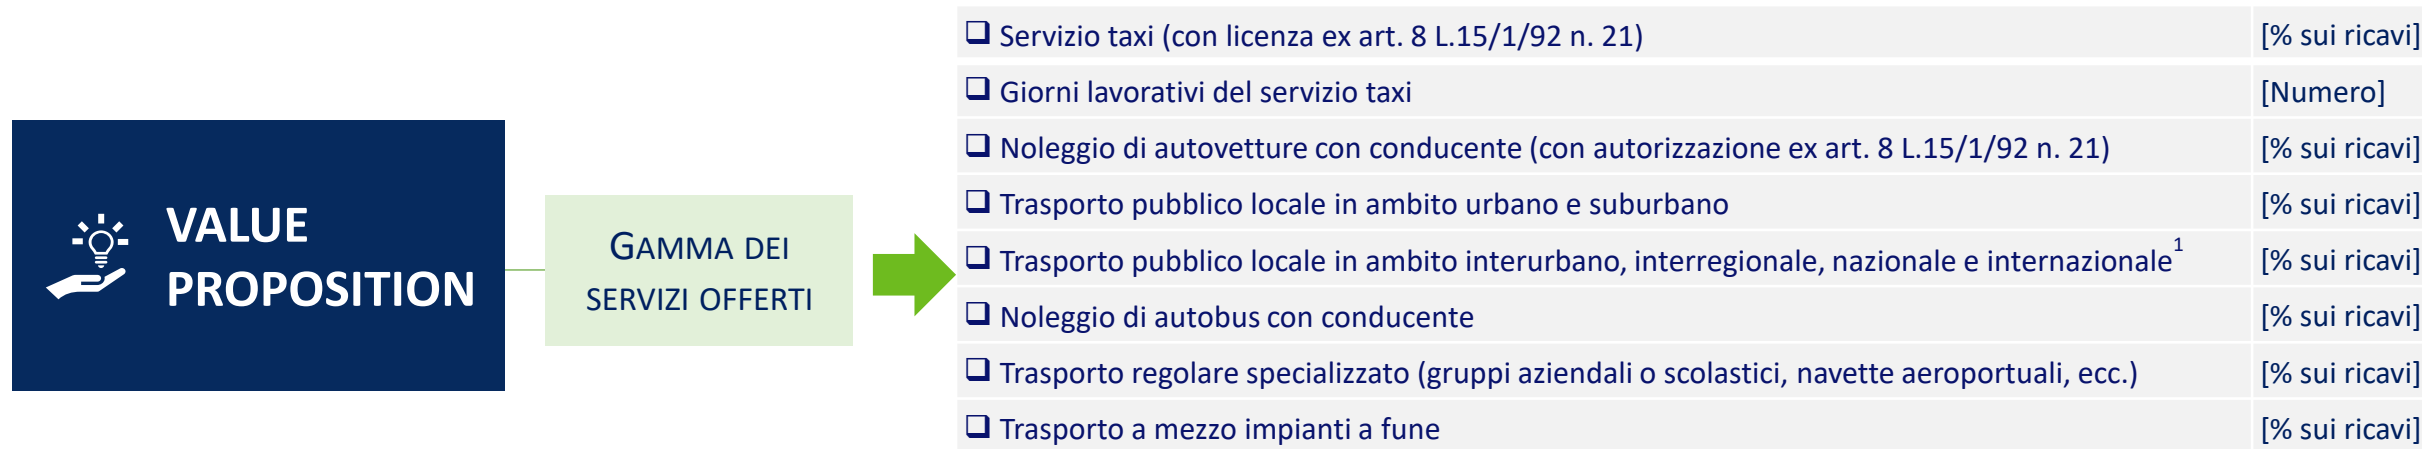 VALUE
PROPOSITION
GAMMA DEI
SERVIZI OFFERTI
❑ Servizio taxi (con licenza ex art. 8 L.15/1/92 n. 21) [% sui ricavi]
❑ Giorni lavorativi del servizio taxi [Numero]
❑ Noleggio di autovetture con conducente (con autorizzazione ex art. 8 L.15/1/92 n. 21) [% sui ricavi]
❑ Trasporto pubblico locale in ambito urbano e suburbano [% sui ricavi]
❑ Trasporto pubblico locale in ambito interurbano, interregionale, nazionale e internazionale¹ [% sui ricavi]
❑ Noleggio di autobus con conducente [% sui ricavi]
❑ Trasporto regolare specializzato (gruppi aziendali o scolastici, navette aeroportuali, ecc.) [% sui ricavi]
❑ Trasporto a mezzo impianti a fune [% sui ricavi]